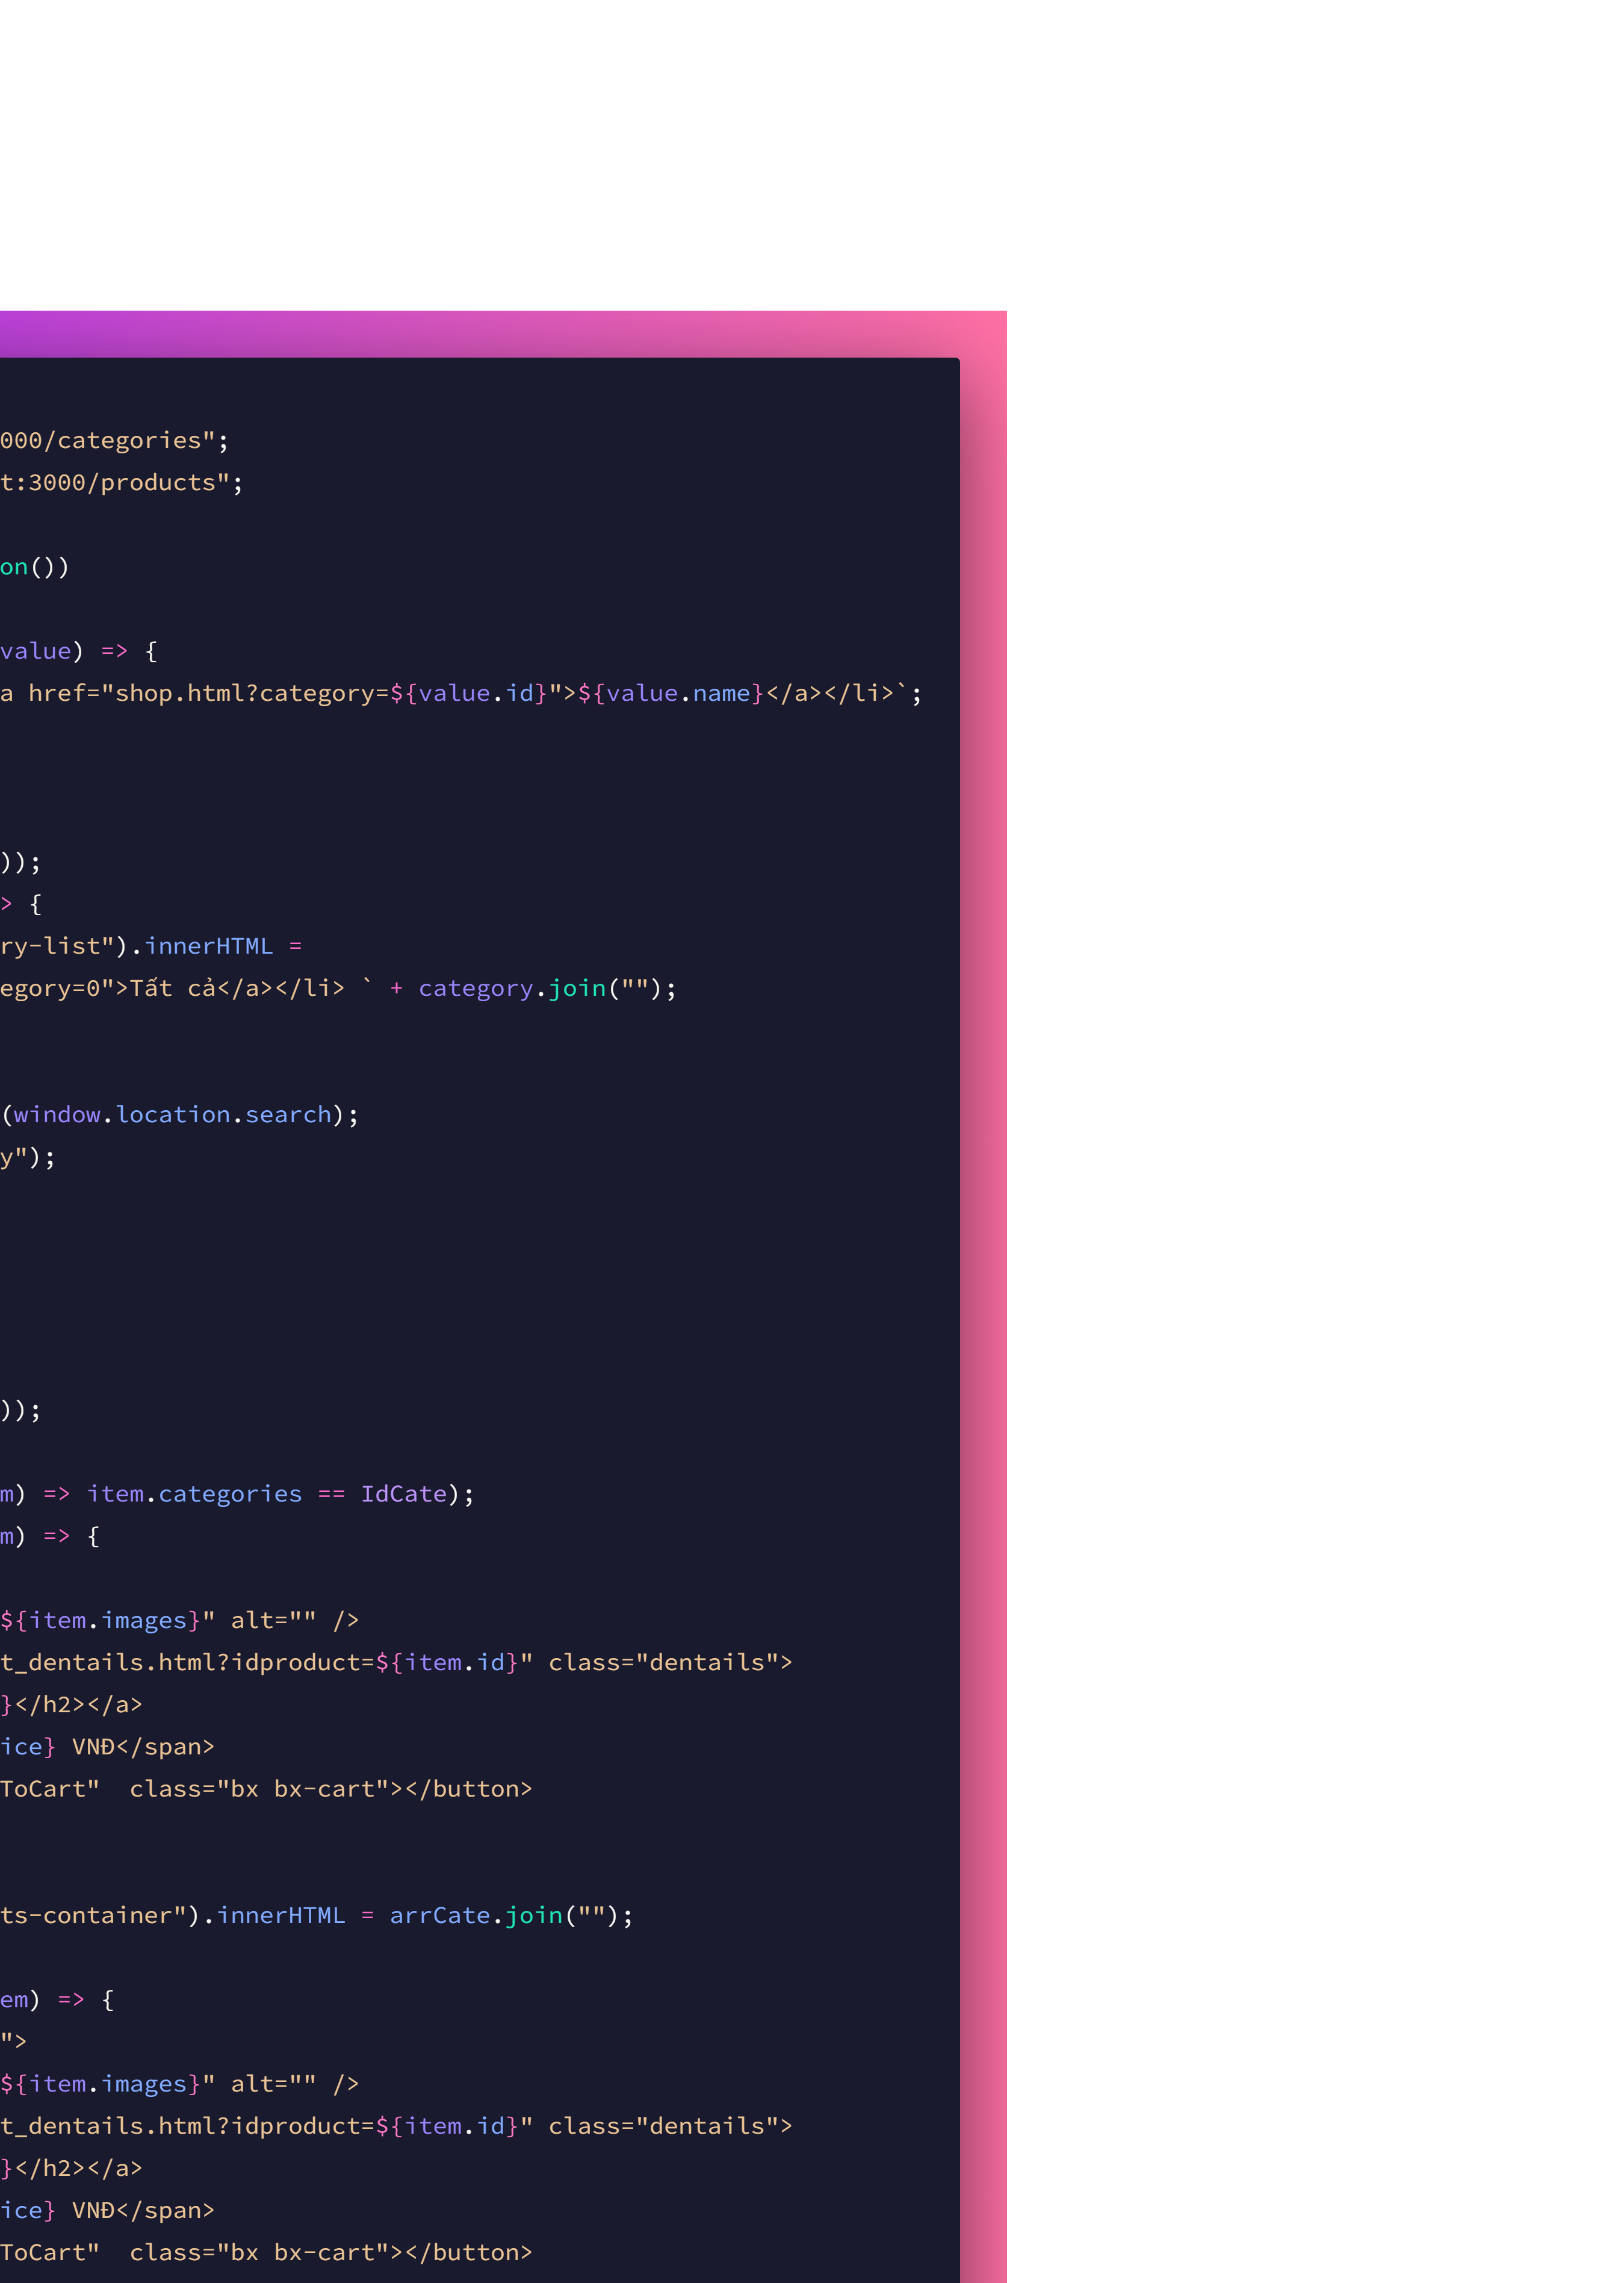 000/categories";
t:3000/products";
on())
value) => {
a href="shop.html?category=${value.id}">${value.name}</a></li>`;
));
> {
ry-list").innerHTML =
egory=0">Tất cả</a></li> ` + category.join("");
(window.location.search);
y");
));
m) => item.categories == IdCate);
m) => {
${item.images}" alt="" />
t_dentails.html?idproduct=${item.id}" class="dentails">
}</h2></a>
ice} VNĐ</span>
ToCart"  class="bx bx-cart"></button>
ts-container").innerHTML = arrCate.join("");
em) => {
">
${item.images}" alt="" />
t_dentails.html?idproduct=${item.id}" class="dentails">
}</h2></a>
ice} VNĐ</span>
ToCart"  class="bx bx-cart"></button>